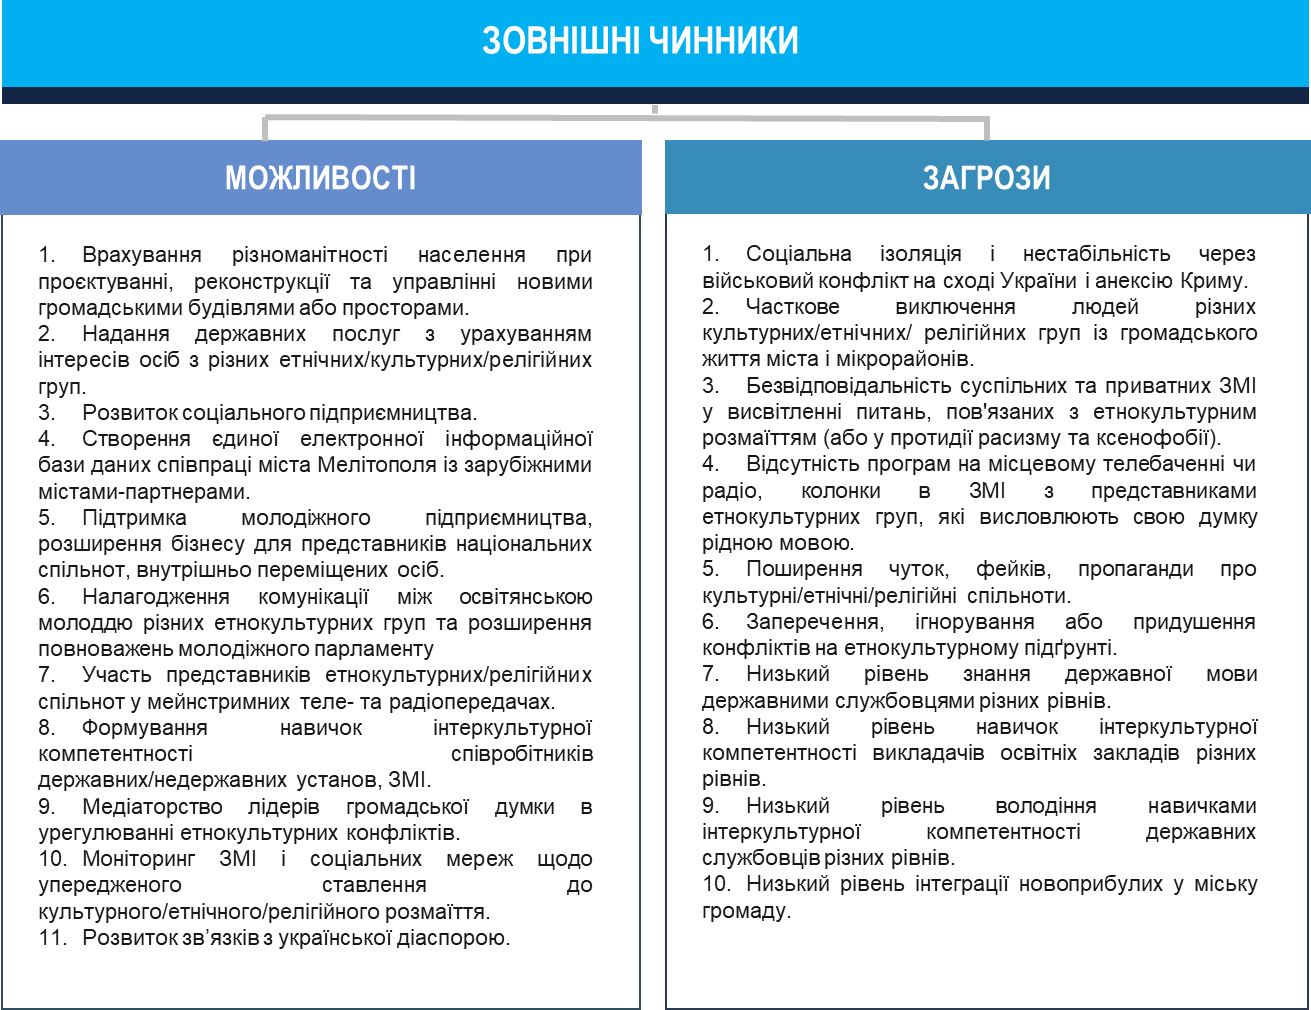 ЗОВНІШНІ ЧИННИКИ
МОЖЛИВОСТІ
1. Врахування різноманітності населення при
проєктуванні, реконструкції та управлінні новими
громадськими будівлями або просторами.
2. Надання державних послуг з урахуванням
інтересів осіб з різних етнічних/культурних/релігійних
груп.
3. Розвиток соціального підприємництва.
4. Створення єдиної електронної інформаційної
бази даних співпраці міста Мелітополя із зарубіжними
містами-партнерами.
5. Підтримка молодіжного підприємництва,
розширення бізнесу для представників національних
спільнот, внутрішньо переміщених осіб.
6. Налагодження комунікації між освітянською
молоддю різних етнокультурних груп та розширення
повноважень молодіжного парламенту
7. Участь представників етнокультурних/релігійних
спільнот у мейнстримних теле- та радіопередачах.
8. Формування навичок інтеркультурної
компетентності співробітників
державних/недержавних установ, ЗМІ.
9. Медіаторство лідерів громадської думки в
урегулюванні етнокультурних конфліктів.
10. Моніторинг ЗМІ і соціальних мереж щодо
упередженого ставлення до
культурного/етнічного/релігійного розмаїття.
11. Розвиток зв’язків з української діаспорою.
ЗАГРОЗИ
1. Соціальна ізоляція і нестабільність через
військовий конфлікт на сході України і анексію Криму.
2. Часткове виключення людей різних
культурних/етнічних/ релігійних груп із громадського
життя міста і мікрорайонів.
3. Безвідповідальність суспільних та приватних ЗМІ
у висвітленні питань, пов'язаних з етнокультурним
розмаїттям (або у протидії расизму та ксенофобії).
4. Відсутність програм на місцевому телебаченні чи
радіо, колонки в ЗМІ з представниками
етнокультурних груп, які висловлюють свою думку
рідною мовою.
5. Поширення чуток, фейків, пропаганди про
культурні/етнічні/релігійні спільноти.
6. Заперечення, ігнорування або придушення
конфліктів на етнокультурному підґрунті.
7. Низький рівень знання державної мови
державними службовцями різних рівнів.
8. Низький рівень навичок інтеркультурної
компетентності викладачів освітніх закладів різних
рівнів.
9. Низький рівень володіння навичками
інтеркультурної компетентності державних
службовців різних рівнів.
10. Низький рівень інтеграції новоприбулих у міську
громаду.